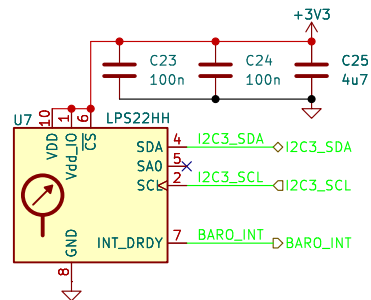 +3V3
C23
100n
C24
100n
C25
4u7
U7
LPS22HH
10
1
6
VDD
Vdd_IO
CS
SDA
4
I2C3_SDA
I2C3_SDA
SA0
5
SCL
2
I2C3_SCL
I2C3_SCL
GND
INT_DRDY
7
BARO_INT
BARO_INT
8